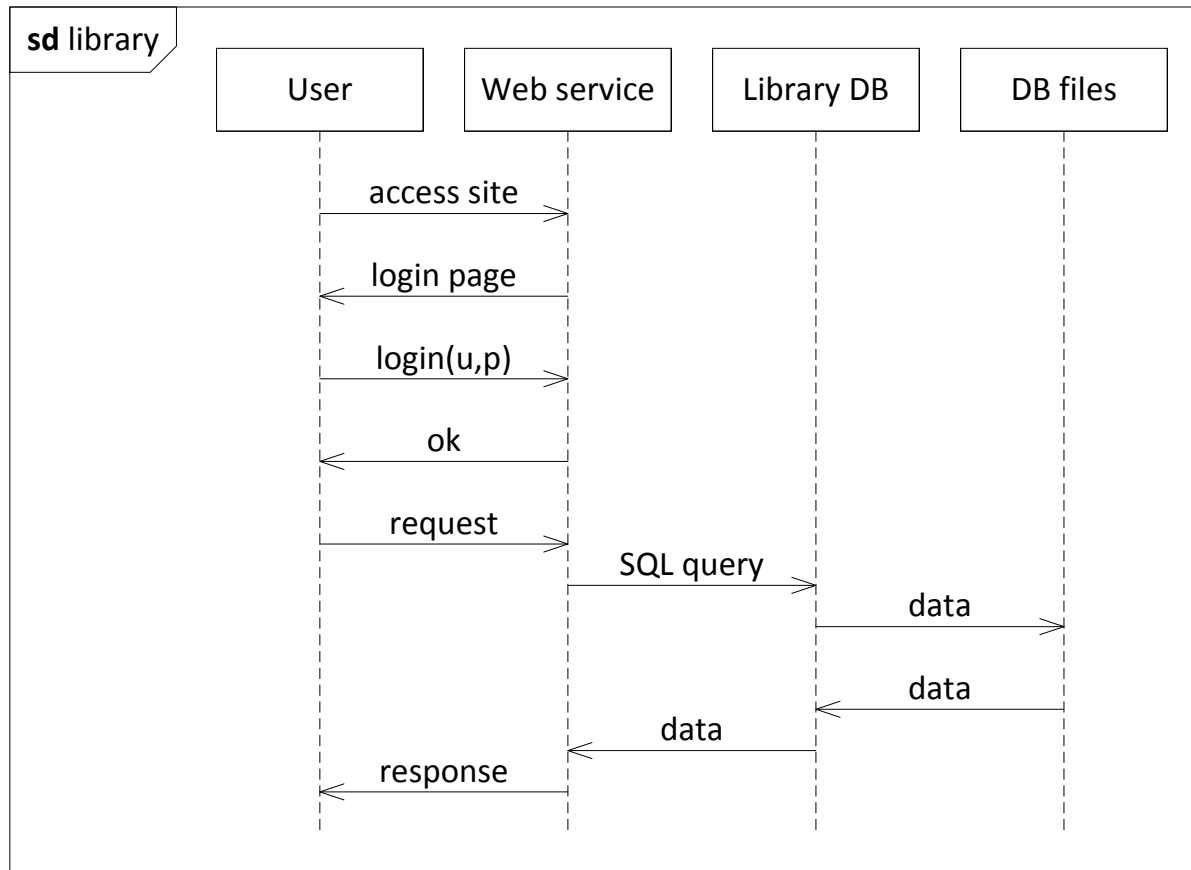 sd library
User
Web service
Library DB
DB files
access site
login page
login(u,p)
ok
request
SQL query
data
data
data
response